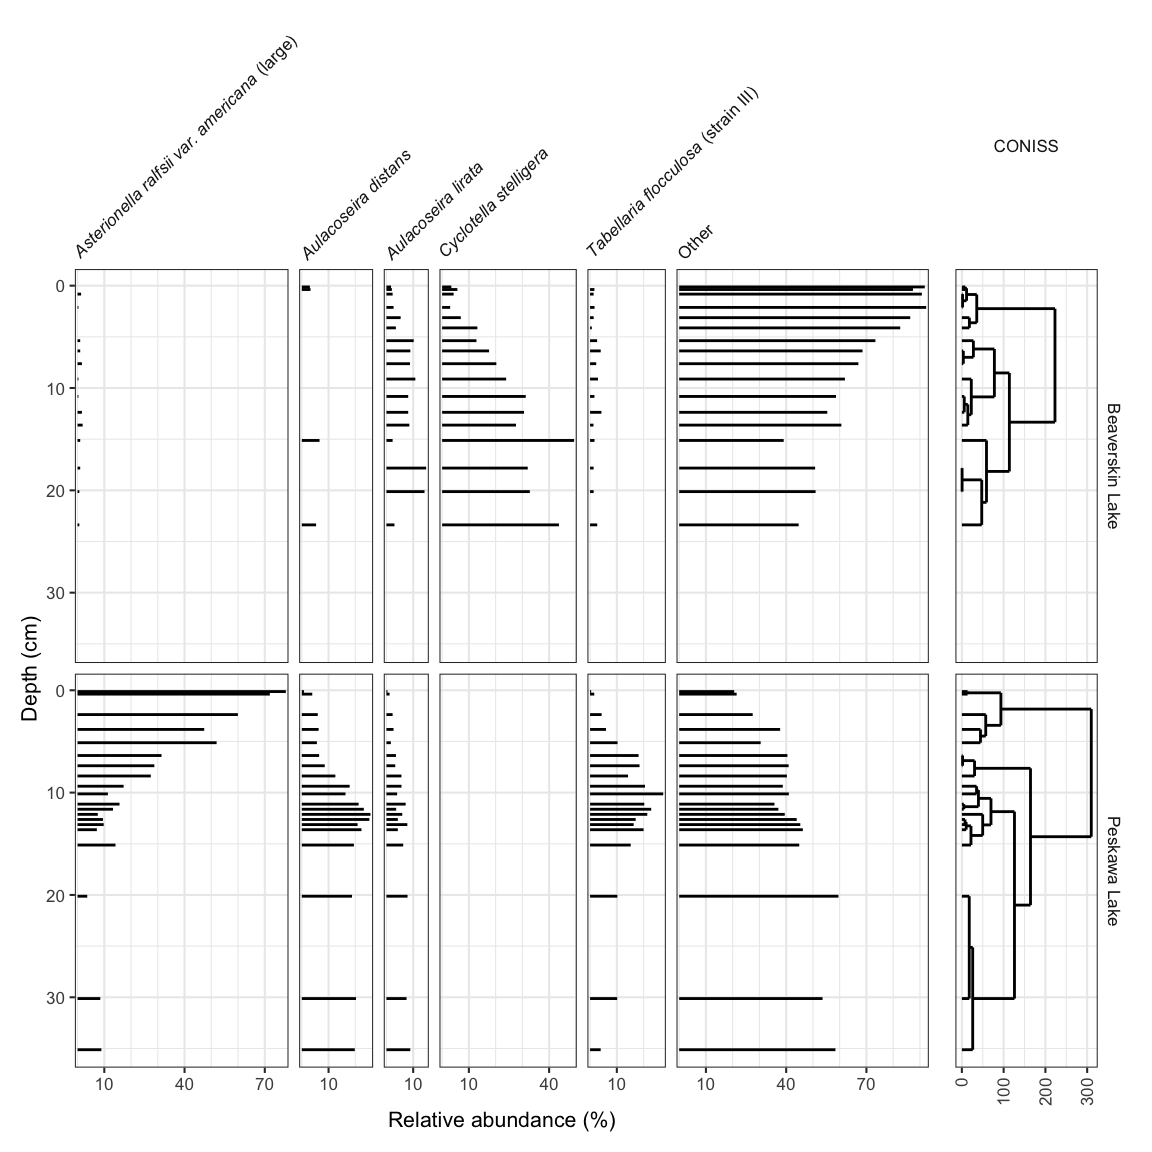 Asterionella ralfsii var. americana (large)
Aulacoseira distans
Aulacoseira lirata
Cyclotella stelligera
Tabellaria flocculosa (strain III)
Other
CONISS
0
10
20
30
Beaverskin Lake
Depth (cm)
0
10
20
30
Peskawa Lake
10 40 70
10
10
10 40
10
10 40 70
0 100 200 300
Relative abundance (%)